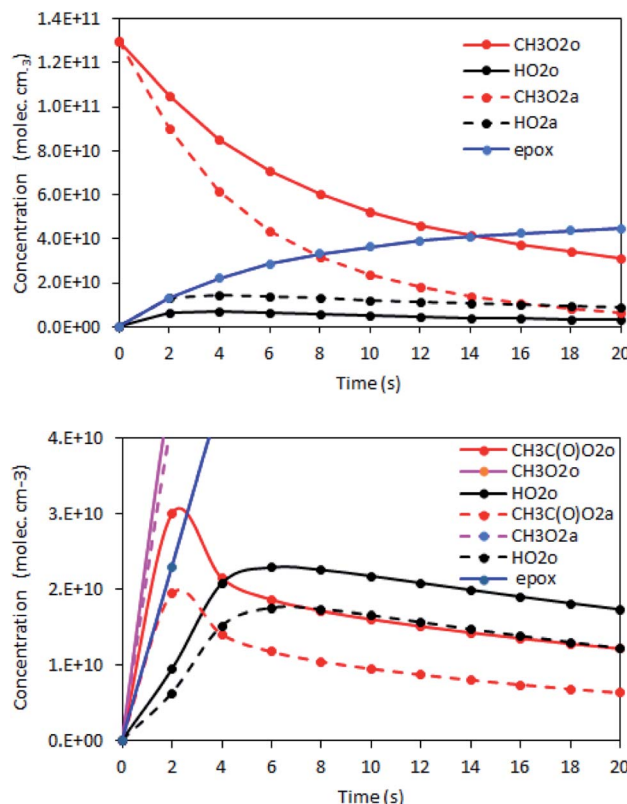 Concentration (molec. cm-3)
1.4E+11
1.2E+11
1.0E+11
8.0E+10
6.0E+10
4.0E+10
2.0E+10
0.0E+00
CH3O2o
HO2o
CH3O2a
HO2a
epox
0 2 4 6 8 10 12 14 16 18 20
Time (s)
Concentration (molec. cm-3)
4.E+10
3.E+10
2.E+10
1.E+10
0.E+00
CH3C(O)O2o
CH3O2o
HO2o
CH3C(O)O2a
CH3O2a
HO2o
epox
0 2 4 6 8 10 12 14 16 18 20
Time (s)